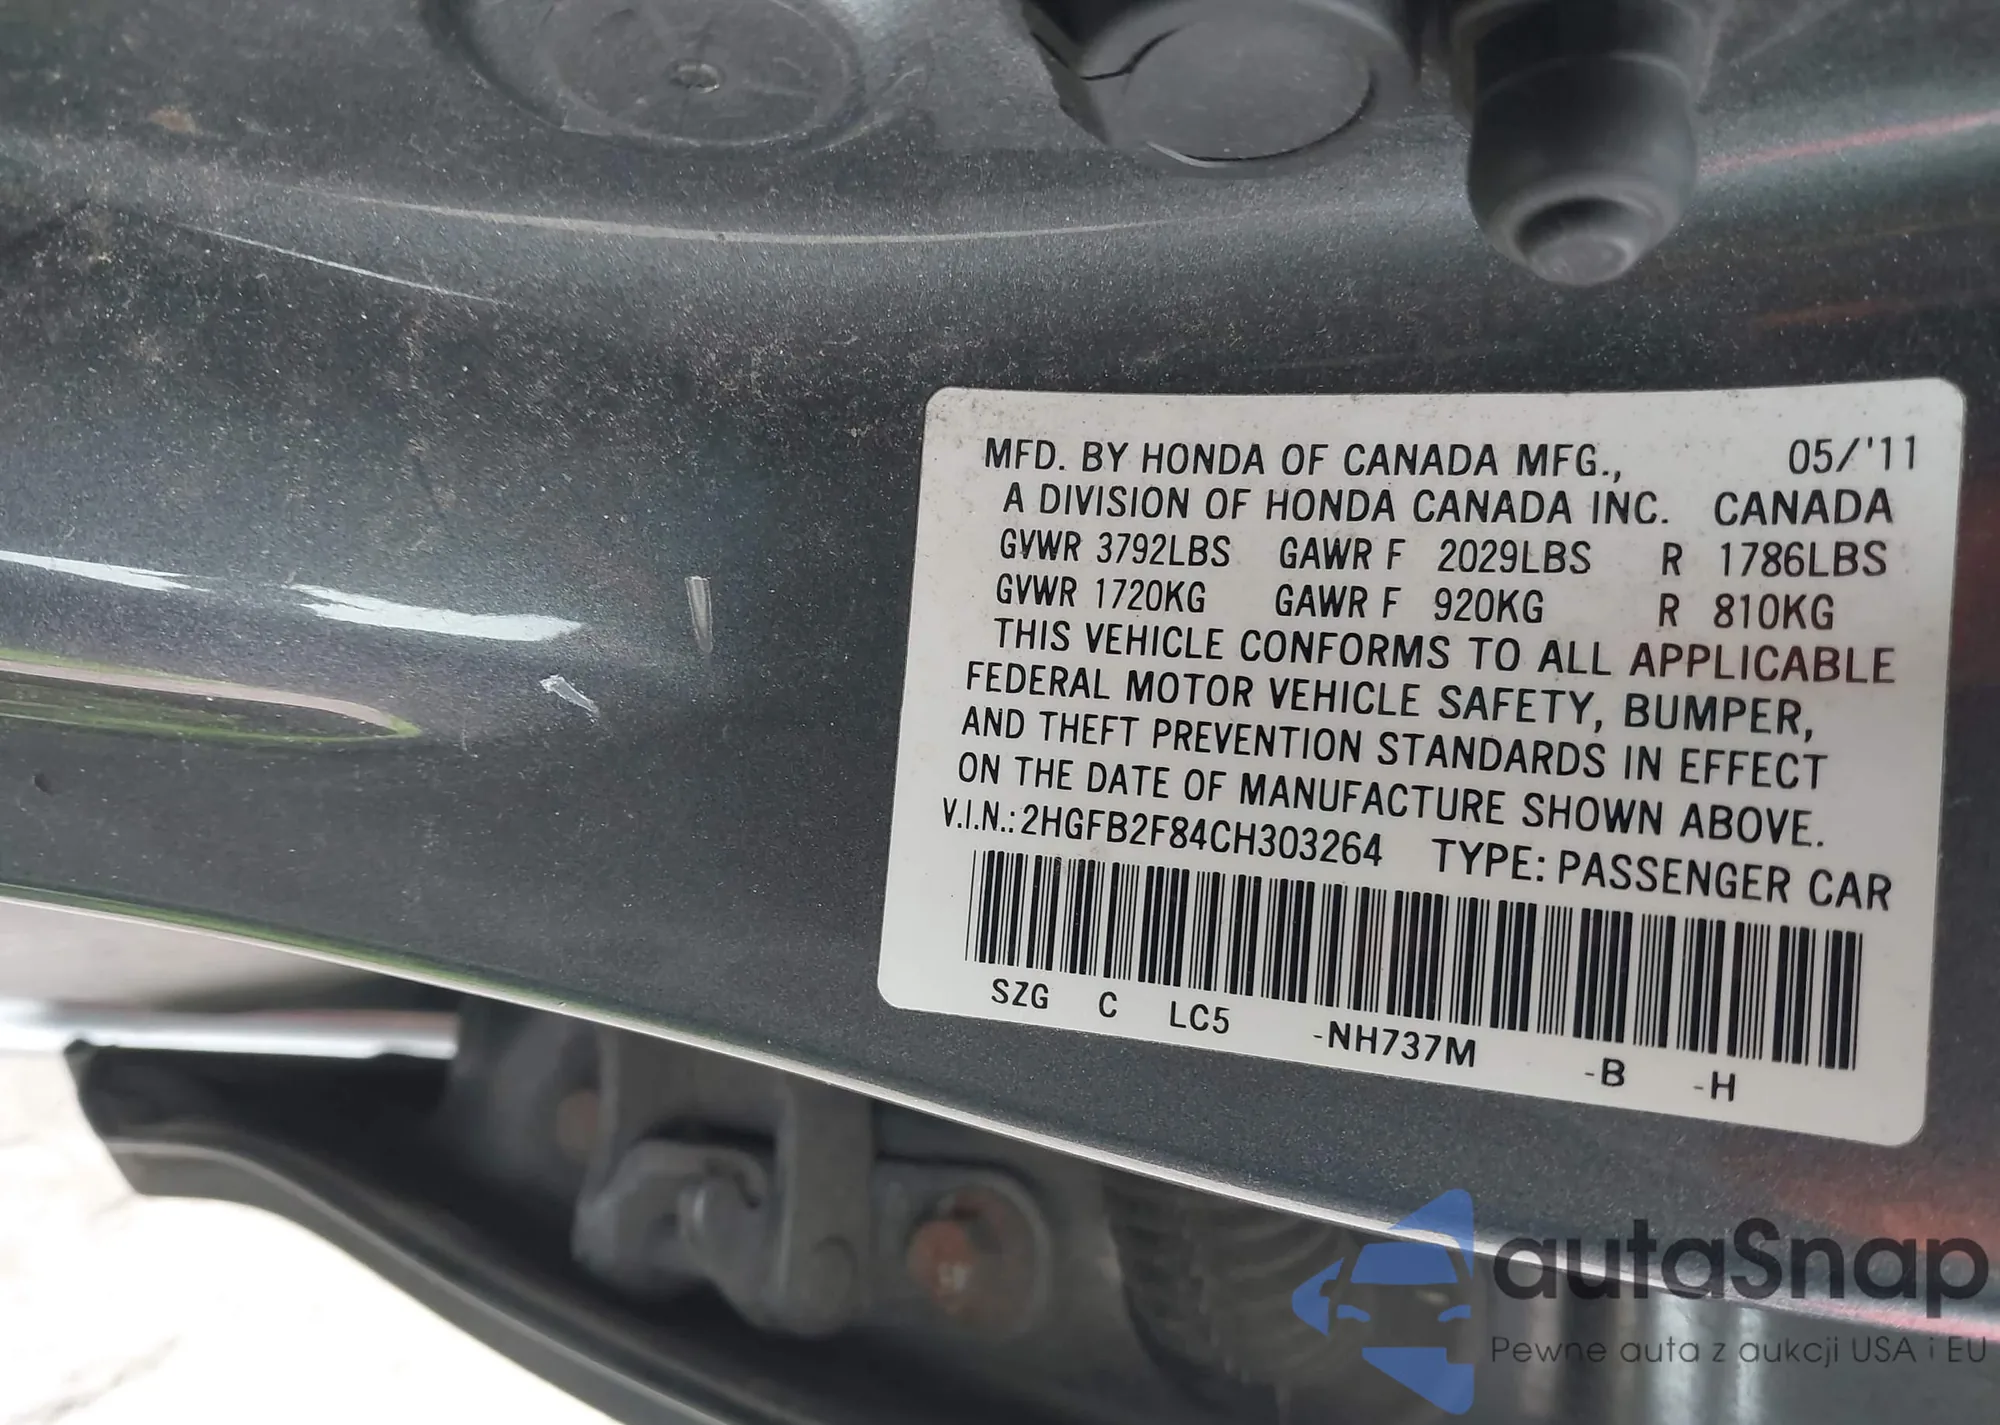 MFD. BY HONDA OF CANADA MFG., 05/'11
A DIVISION OF HONDA CANADA INC. CANADA
GVWR 3792LBS GAWR F 2029LBS R 1786LBS
GVWR 1720KG GAWR F 920KG R 810KG
THIS VEHICLE CONFORMS TO ALL APPLICABLE
FEDERAL MOTOR VEHICLE SAFETY, BUMPER,
AND THEFT PREVENTION STANDARDS IN EFFECT
ON THE DATE OF MANUFACTURE SHOWN ABOVE.
V.I.N.: 2HGFB2F84CH303264 TYPE: PASSENGER CAR
SZG C LC5 -NH737M -B -H
autaSnap
Pewne auta z aukcji USA i EU